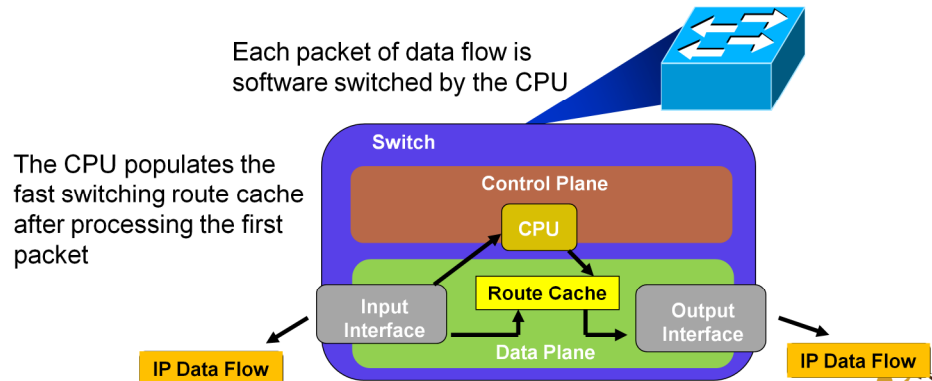 Each packet of data flow is
software switched by the CPU
The CPU populates the
fast switching route cache
after processing the first
packet
Switch
Control Plane
CPU
Route Cache
Input
Interface
Output
Interface
Data Plane
IP Data Flow
IP Data Flow